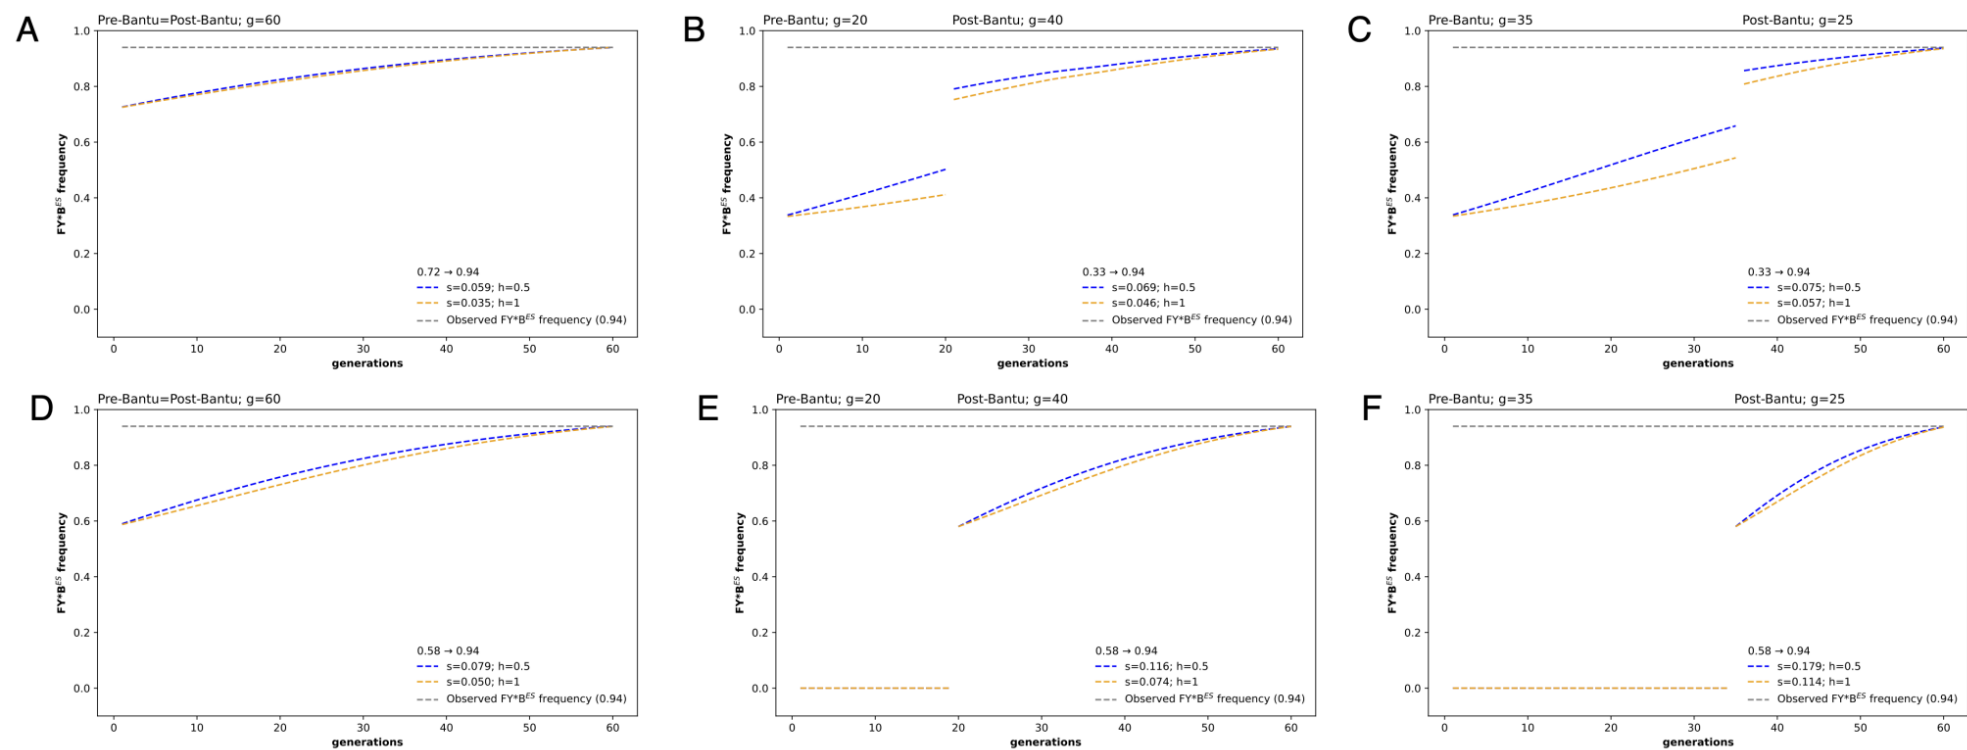 A
Pre-Bantu=Post-Bantu; g=60
1.0
0.8
0.6
0.4
0.2
0.0
FY*B^ES frequency
0 10 20 30 40 50 60
generations
0.72 → 0.94
s=0.059; h=0.5
s=0.035; h=1
Observed FY*B^ES frequency (0.94)
B
Pre-Bantu; g=20 Post-Bantu; g=40
1.0
0.8
0.6
0.4
0.2
0.0
FY*B^ES frequency
0 10 20 30 40 50 60
generations
0.33 → 0.94
s=0.069; h=0.5
s=0.046; h=1
Observed FY*B^ES frequency (0.94)
C
Pre-Bantu; g=35 Post-Bantu; g=25
1.0
0.8
0.6
0.4
0.2
0.0
FY*B^ES frequency
0 10 20 30 40 50 60
generations
0.33 → 0.94
s=0.075; h=0.5
s=0.057; h=1
Observed FY*B^ES frequency (0.94)
D
Pre-Bantu=Post-Bantu; g=60
1.0
0.8
0.6
0.4
0.2
0.0
FY*B^ES frequency
0 10 20 30 40 50 60
generations
0.58 → 0.94
s=0.079; h=0.5
s=0.050; h=1
Observed FY*B^ES frequency (0.94)
E
Pre-Bantu; g=20 Post-Bantu; g=40
1.0
0.8
0.6
0.4
0.2
0.0
FY*B^ES frequency
0 10 20 30 40 50 60
generations
0.58 → 0.94
s=0.116; h=0.5
s=0.074; h=1
Observed FY*B^ES frequency (0.94)
F
Pre-Bantu; g=35 Post-Bantu; g=25
1.0
0.8
0.6
0.4
0.2
0.0
FY*B^ES frequency
0 10 20 30 40 50 60
generations
0.58 → 0.94
s=0.179; h=0.5
s=0.114; h=1
Observed FY*B^ES frequency (0.94)